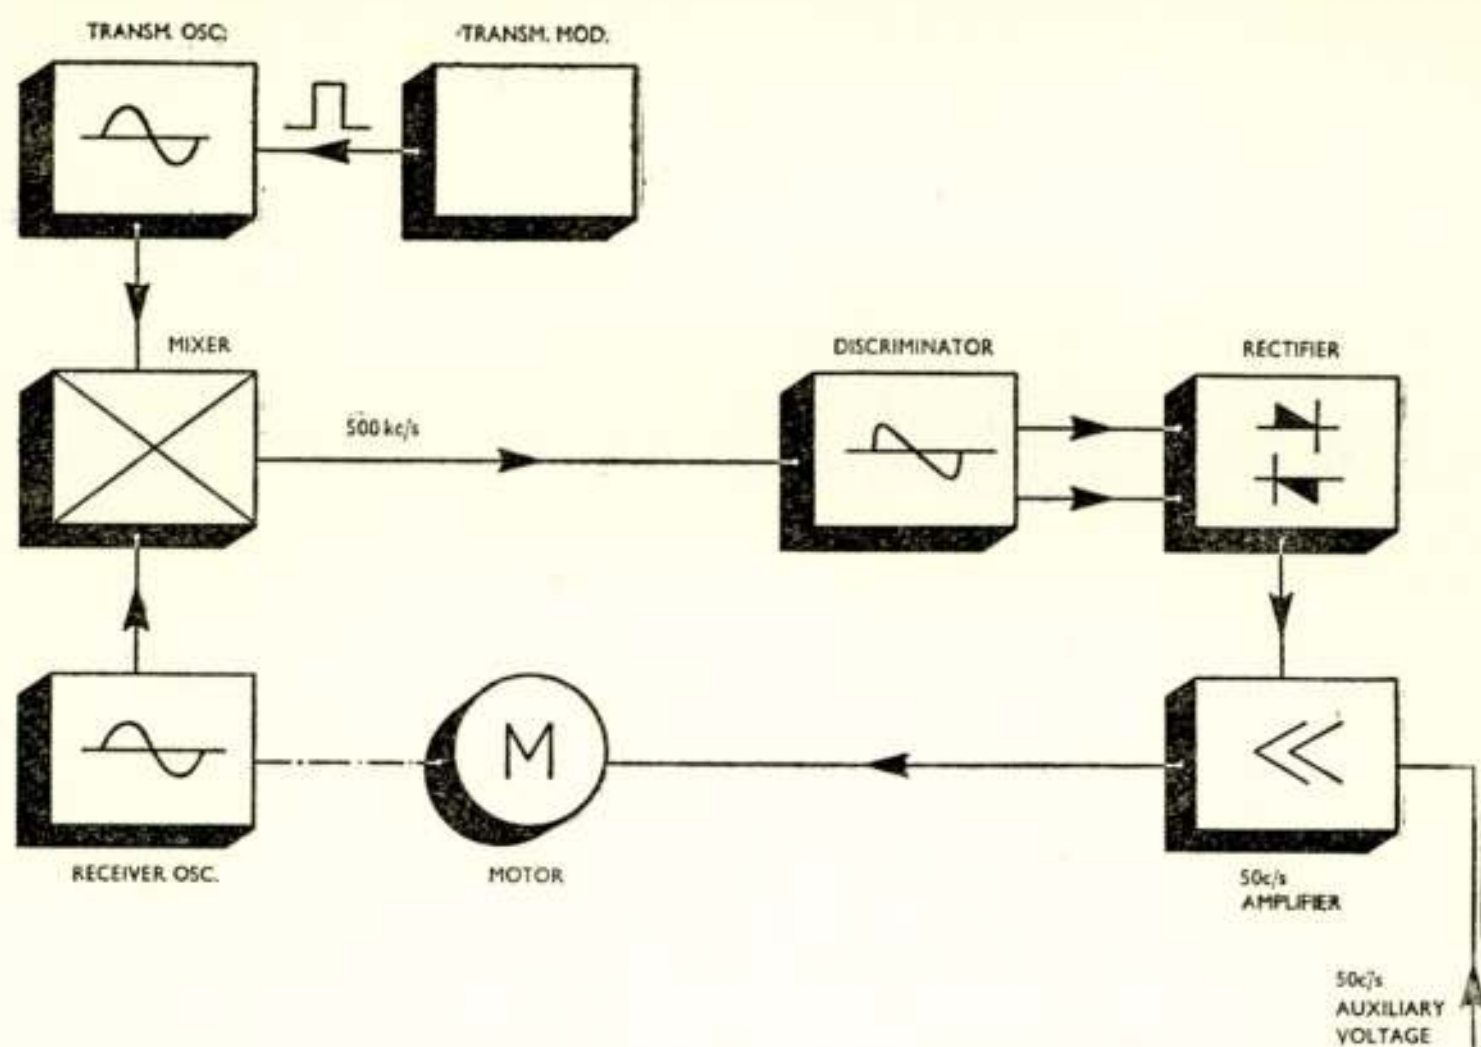 TRANSM. OSC.
TRANSM. MOD.
MIXER
500 kc/s
DISCRIMINATOR
RECTIFIER
M
RECEIVER OSC.
MOTOR
50c/s
AMPLIFIER
50c/s
AUXILIARY
VOLTAGE